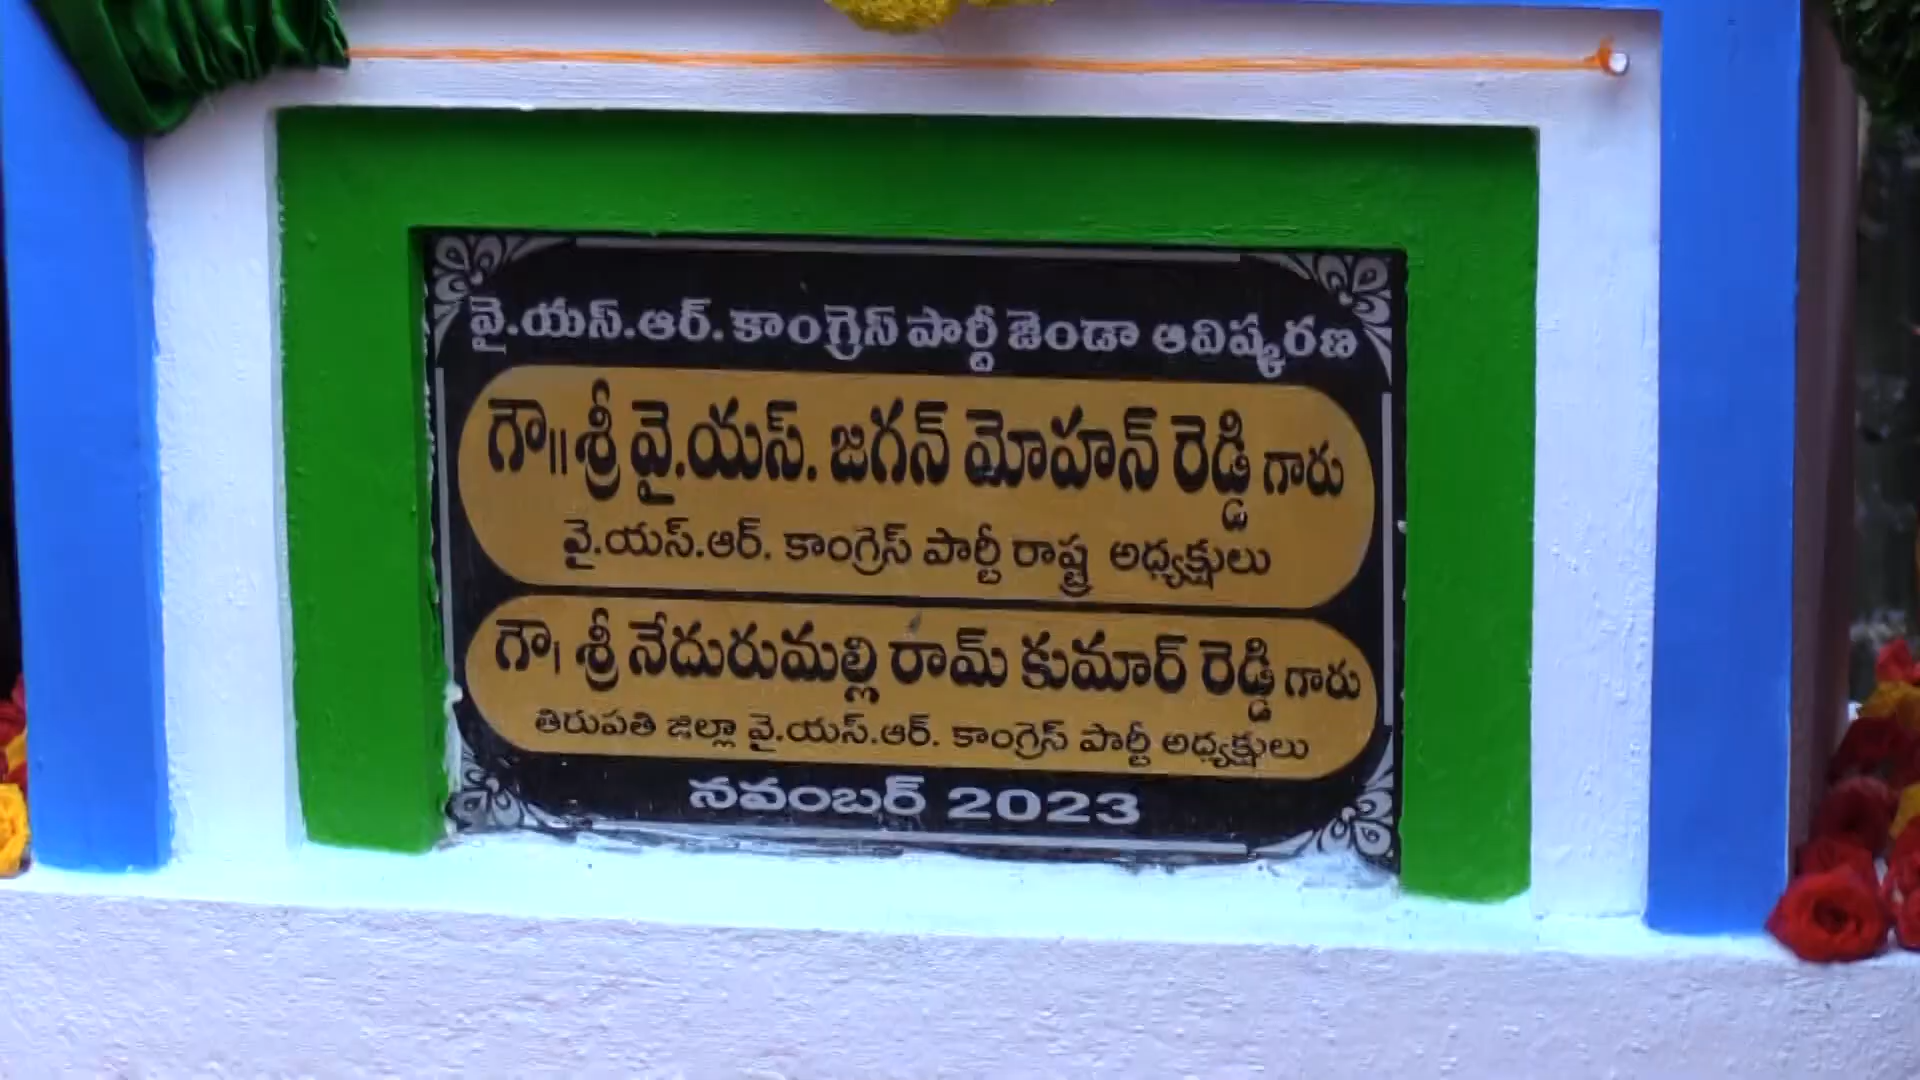 వై.యస్.ఆర్. కాంగ్రెస్ పార్టీ జెండా ఆవిష్కరణ
గౌ॥ శ్రీ వై.యస్. జగన్ మోహన్ రెడ్డి గారు
వై.యస్.ఆర్. కాంగ్రెస్ పార్టీ రాష్ట్ర అధ్యక్షులు
గౌ। శ్రీ నేదురుమల్లి రామ్ కుమార్ రెడ్డి గారు
తిరుపతి జిల్లా వై.యస్.ఆర్. కాంగ్రెస్ పార్టీ అధ్యక్షులు
నవంబర్ 2023